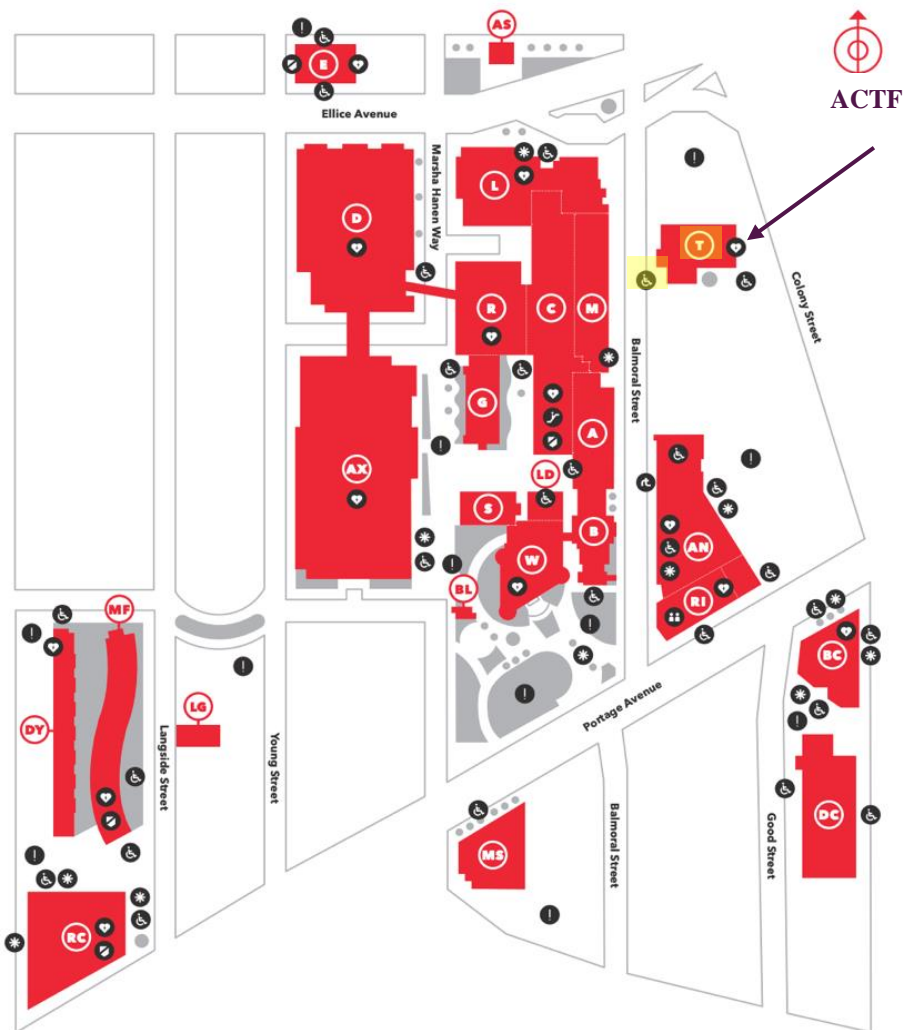 AS
E
ACTF
Ellice Avenue
Marsha Hanen Way
L
D
T
R
C
M
Colony Street
Balmoral Street
G
A
AX
LD
S
B
AN
W
BL
RI
MF
BC
LG
DY
Portage Avenue
Langside Street
Young Street
DC
Balmoral Street
Good Street
MS
RC